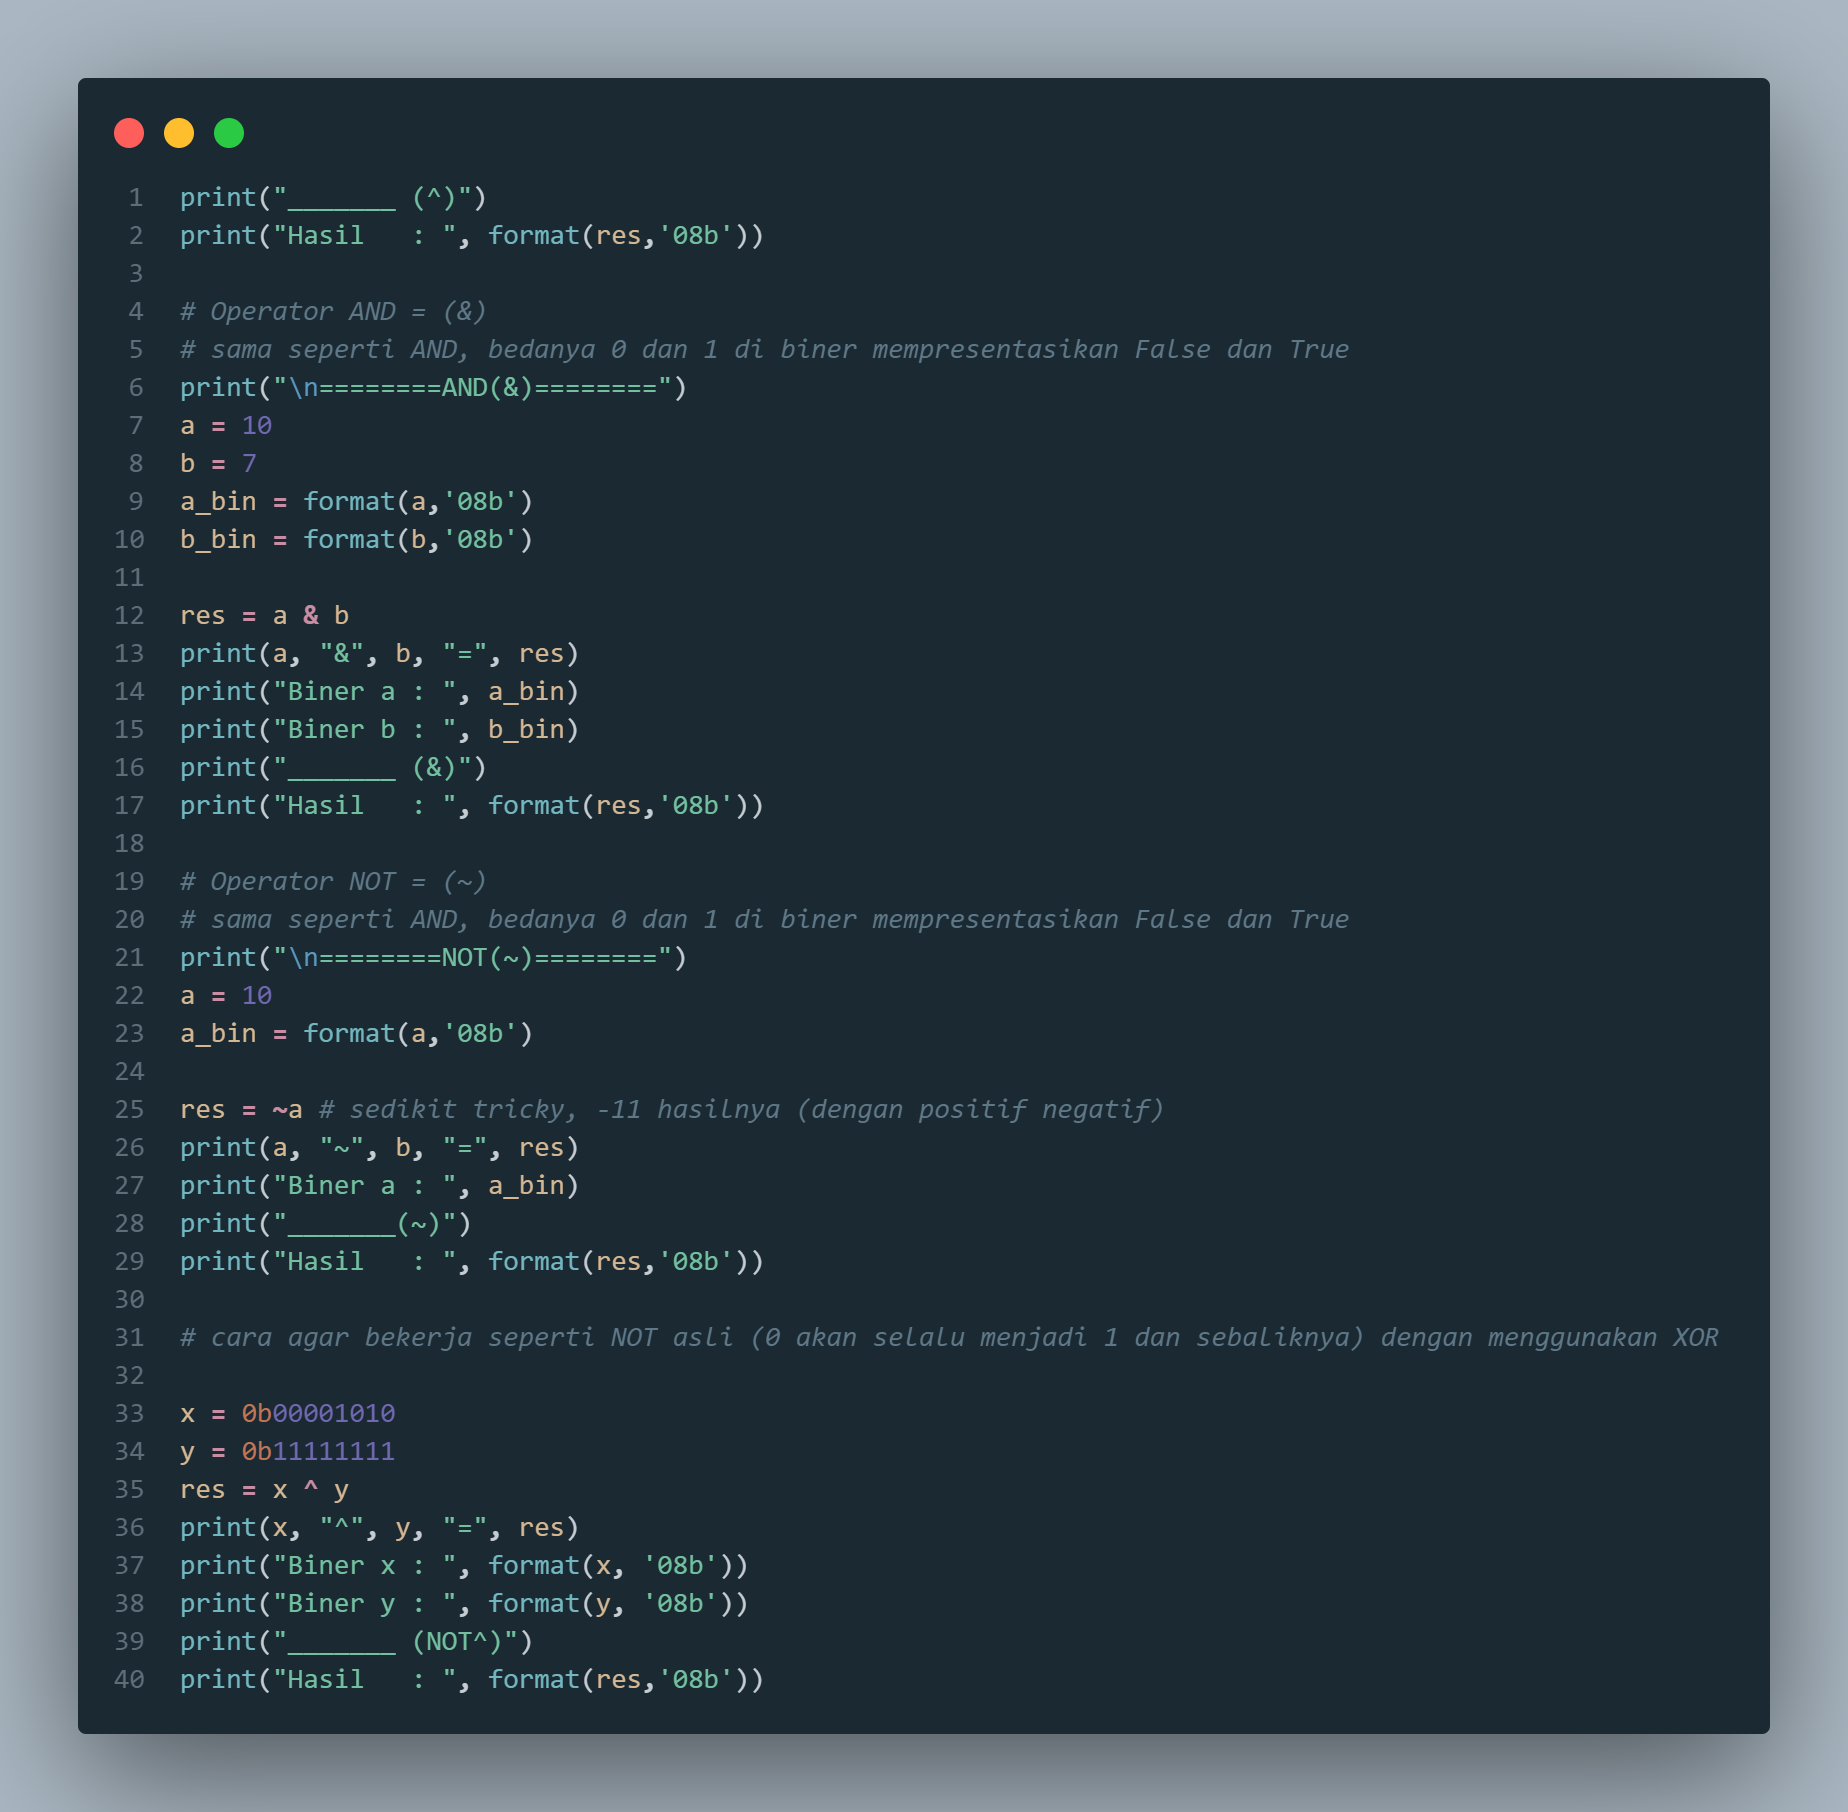 1 print("_______ (^)")
2 print("Hasil   : ", format(res,'08b'))
3
4 # Operator AND = (&)
5 # sama seperti AND, bedanya 0 dan 1 di biner mempresentasikan False dan True
6 print("\n========AND(&)========")
7 a = 10
8 b = 7
9 a_bin = format(a,'08b')
10 b_bin = format(b,'08b')
11
12 res = a & b
13 print(a, "&", b, "=", res)
14 print("Biner a : ", a_bin)
15 print("Biner b : ", b_bin)
16 print("_______ (&)")
17 print("Hasil   : ", format(res,'08b'))
18
19 # Operator NOT = (~)
20 # sama seperti AND, bedanya 0 dan 1 di biner mempresentasikan False dan True
21 print("\n========NOT(~)========")
22 a = 10
23 a_bin = format(a,'08b')
24
25 res = ~a # sedikit tricky, -11 hasilnya (dengan positif negatif)
26 print(a, "~", b, "=", res)
27 print("Biner a : ", a_bin)
28 print("_______(~)")
29 print("Hasil   : ", format(res,'08b'))
30
31 # cara agar bekerja seperti NOT asli (0 akan selalu menjadi 1 dan sebaliknya) dengan menggunakan XOR
32
33 x = 0b00001010
34 y = 0b11111111
35 res = x ^ y
36 print(x, "^", y, "=", res)
37 print("Biner x : ", format(x, '08b'))
38 print("Biner y : ", format(y, '08b'))
39 print("_______ (NOT^)")
40 print("Hasil   : ", format(res,'08b'))